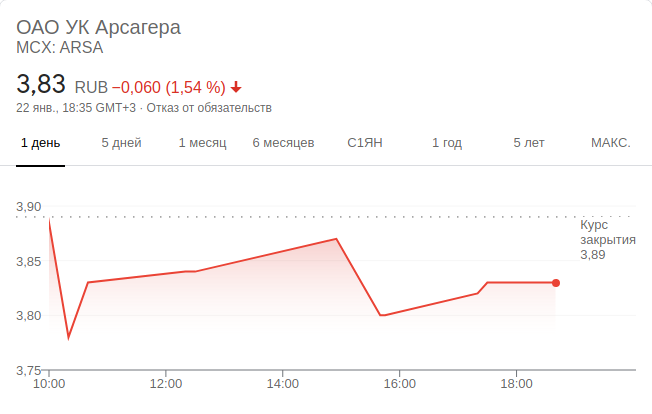 ОАО УК Арсагера
MCX: ARSA
3,83 RUB −0,060 (1,54 %)
22 янв., 18:35 GMT+3 · Отказ от обязательств
1 день 5 дней 1 месяц 6 месяцев С1ЯН 1 год 5 лет МАКС.
3,90
Курс
закрытия
3,89
3,85
3,80
3,75
10:00 12:00 14:00 16:00 18:00